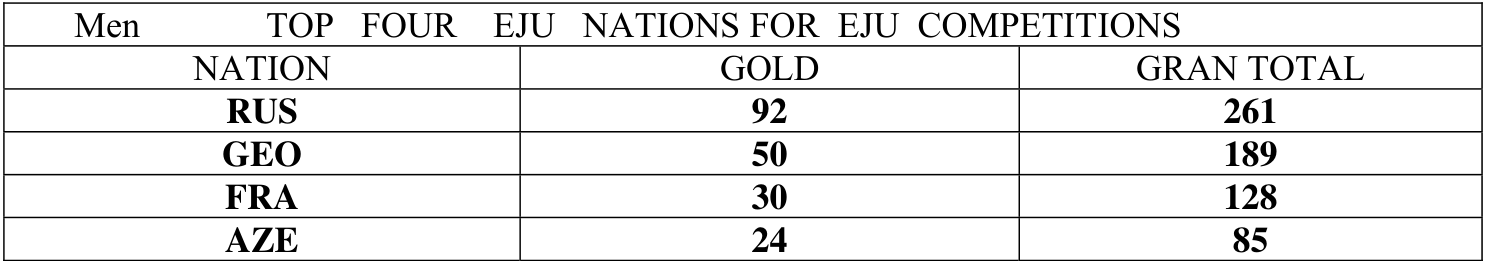 Men TOP FOUR EJU NATIONS FOR EJU COMPETITIONS
NATION GOLD GRAN TOTAL
RUS 92 261
GEO 50 189
FRA 30 128
AZE 24 85